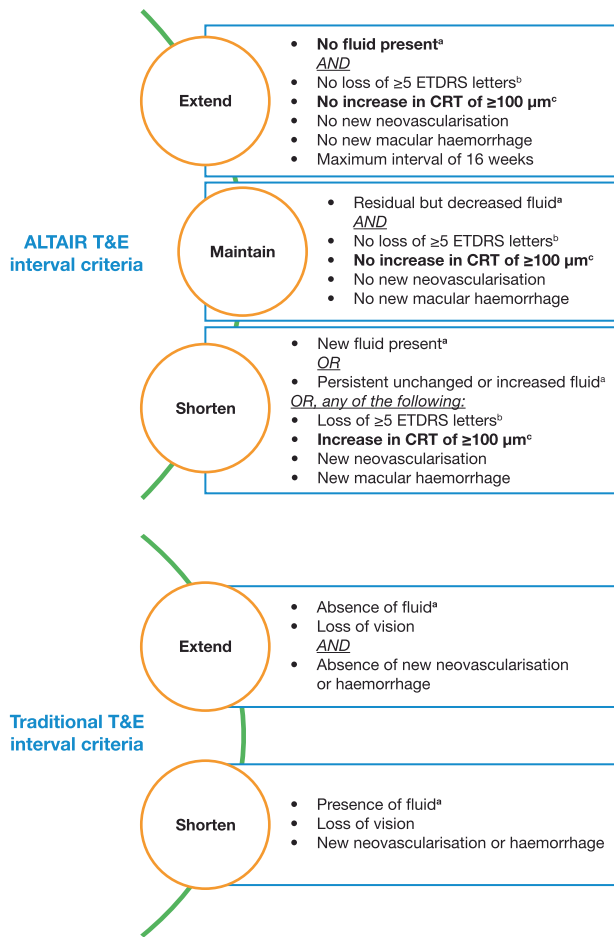 ALTAIR T&E
interval criteria
Extend
• No fluid presentᵃ
AND
• No loss of ≥5 ETDRS lettersᵇ
• No increase in CRT of ≥100 µmᶜ
• No new neovascularisation
• No new macular haemorrhage
• Maximum interval of 16 weeks
Maintain
• Residual but decreased fluidᵃ
AND
• No loss of ≥5 ETDRS lettersᵇ
• No increase in CRT of ≥100 µmᶜ
• No new neovascularisation
• No new macular haemorrhage
Shorten
• New fluid presentᵃ
OR
• Persistent unchanged or increased fluidᵃ
OR, any of the following:
• Loss of ≥5 ETDRS lettersᵇ
• Increase in CRT of ≥100 µmᶜ
• New neovascularisation
• New macular haemorrhage
Traditional T&E
interval criteria
Extend
• Absence of fluidᵃ
• Loss of vision
AND
• Absence of new neovascularisation
or haemorrhage
Shorten
• Presence of fluidᵃ
• Loss of vision
• New neovascularisation or haemorrhage